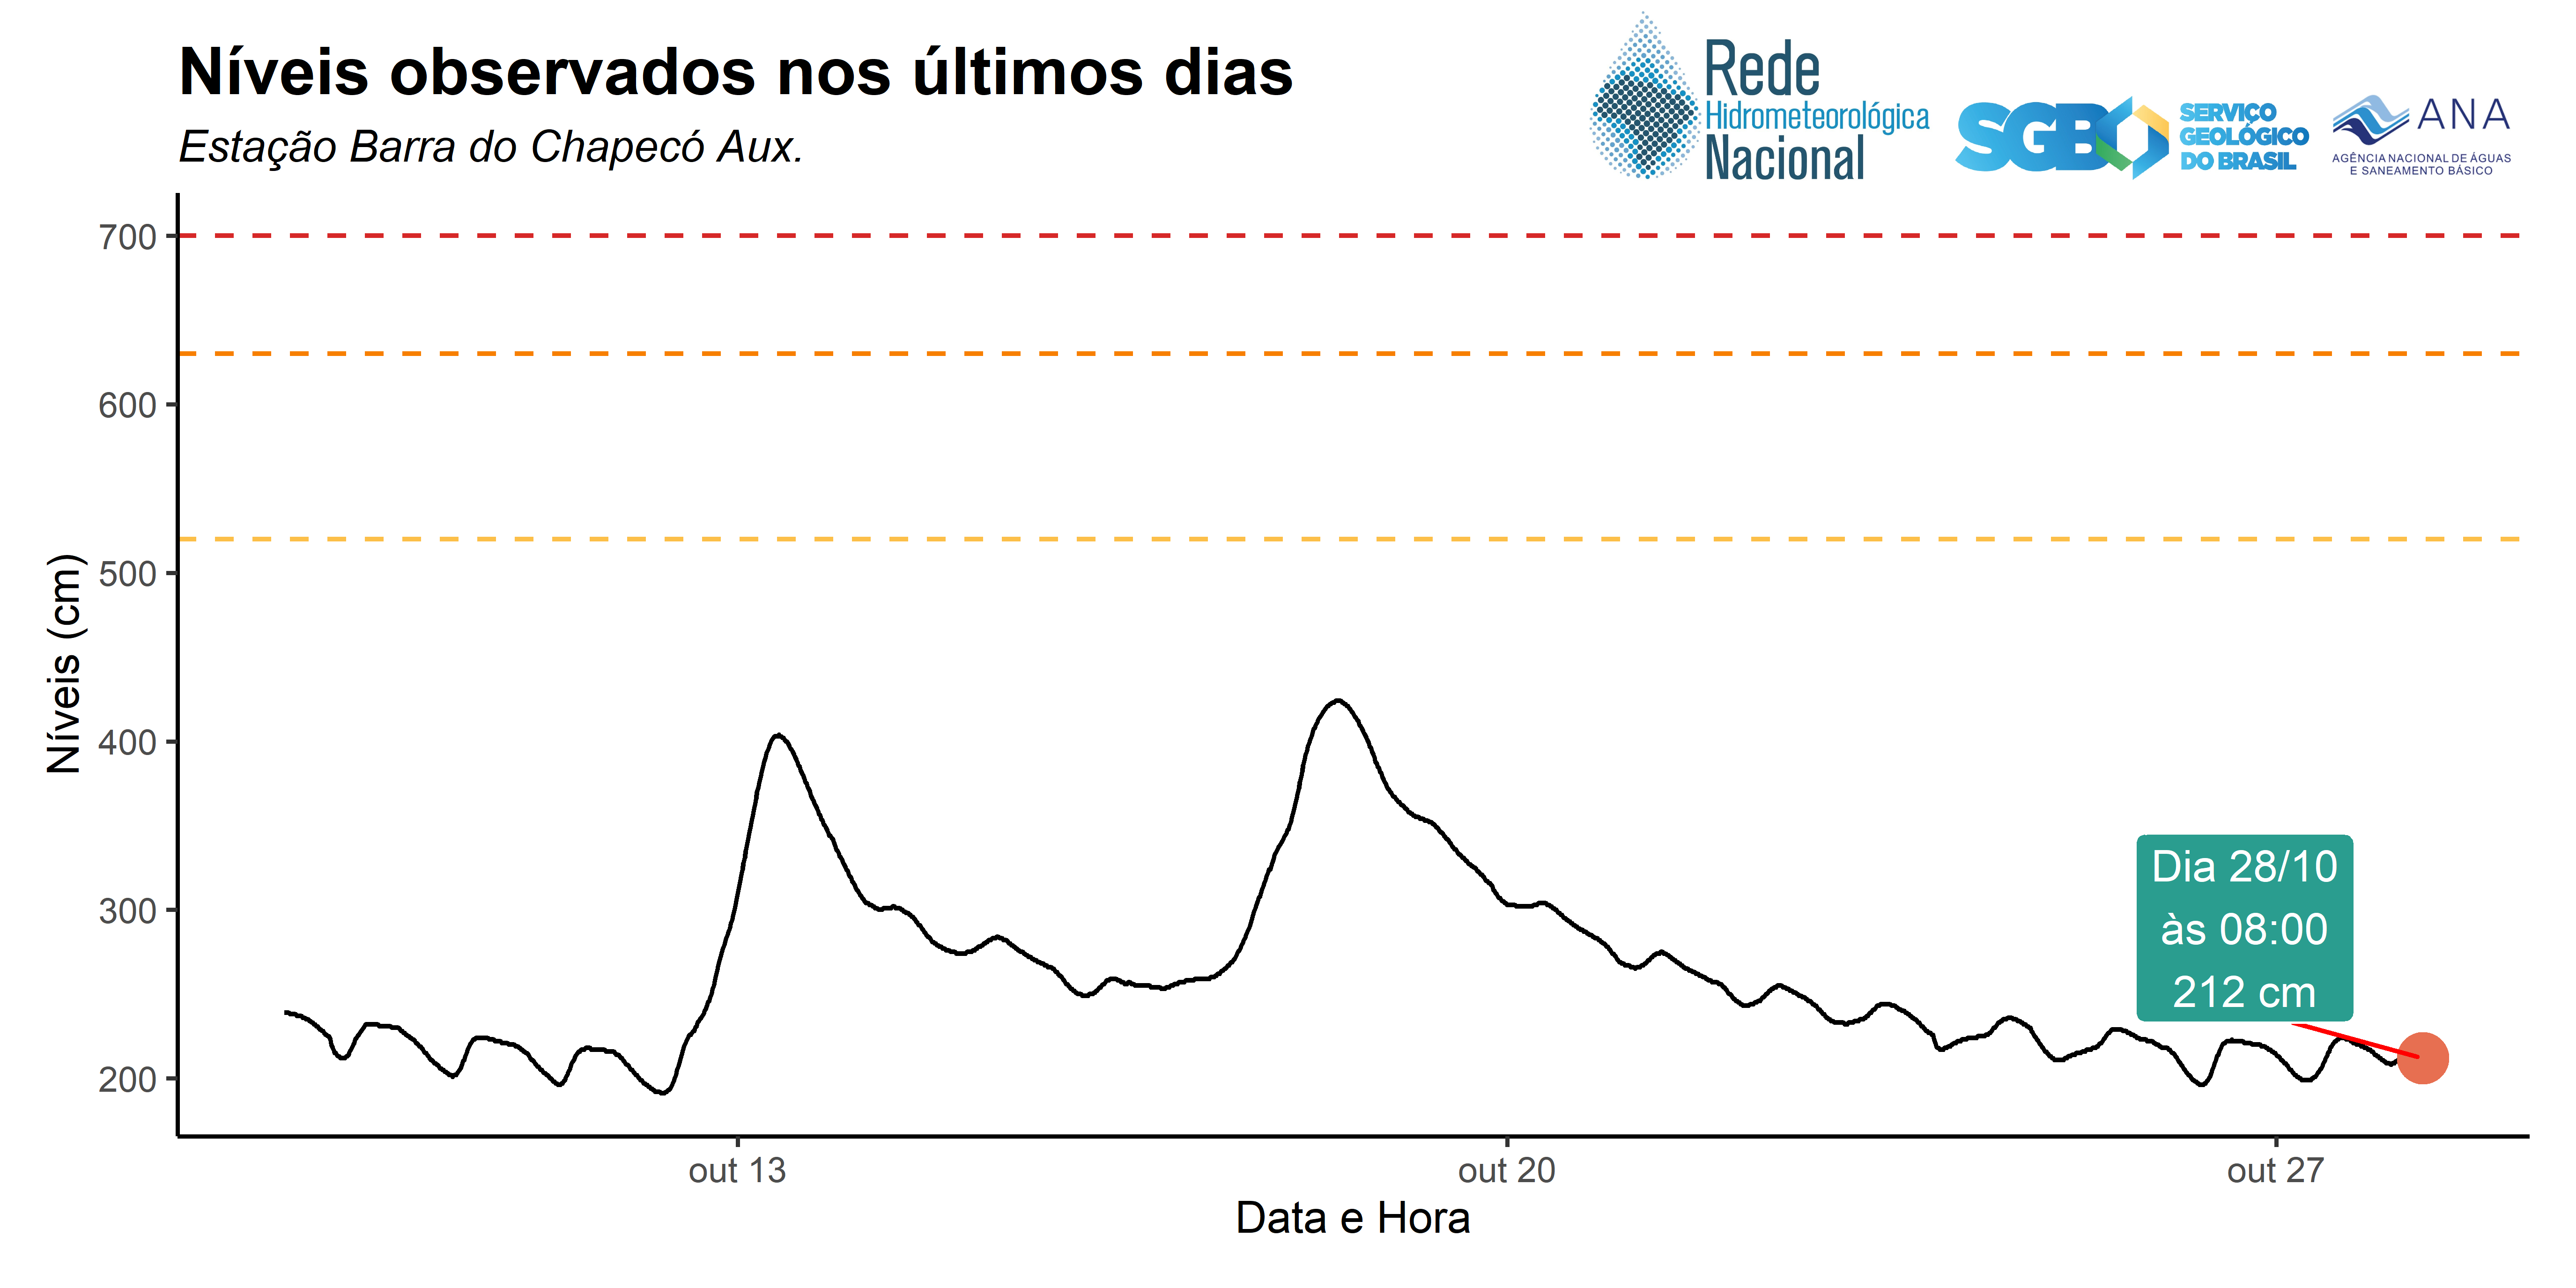 Níveis observados nos últimos dias
Estação Barra do Chapecó Aux.
Rede
Hidrometeorológica
Nacional
SGB
SERVIÇO
GEOLÓGICO
DO BRASIL
ANA
AGÊNCIA NACIONAL DE ÁGUAS
E SANEAMENTO BÁSICO
Níveis (cm)
700
600
500
400
300
200
Dia 28/10
às 08:00
212 cm
out 13
out 20
out 27
Data e Hora